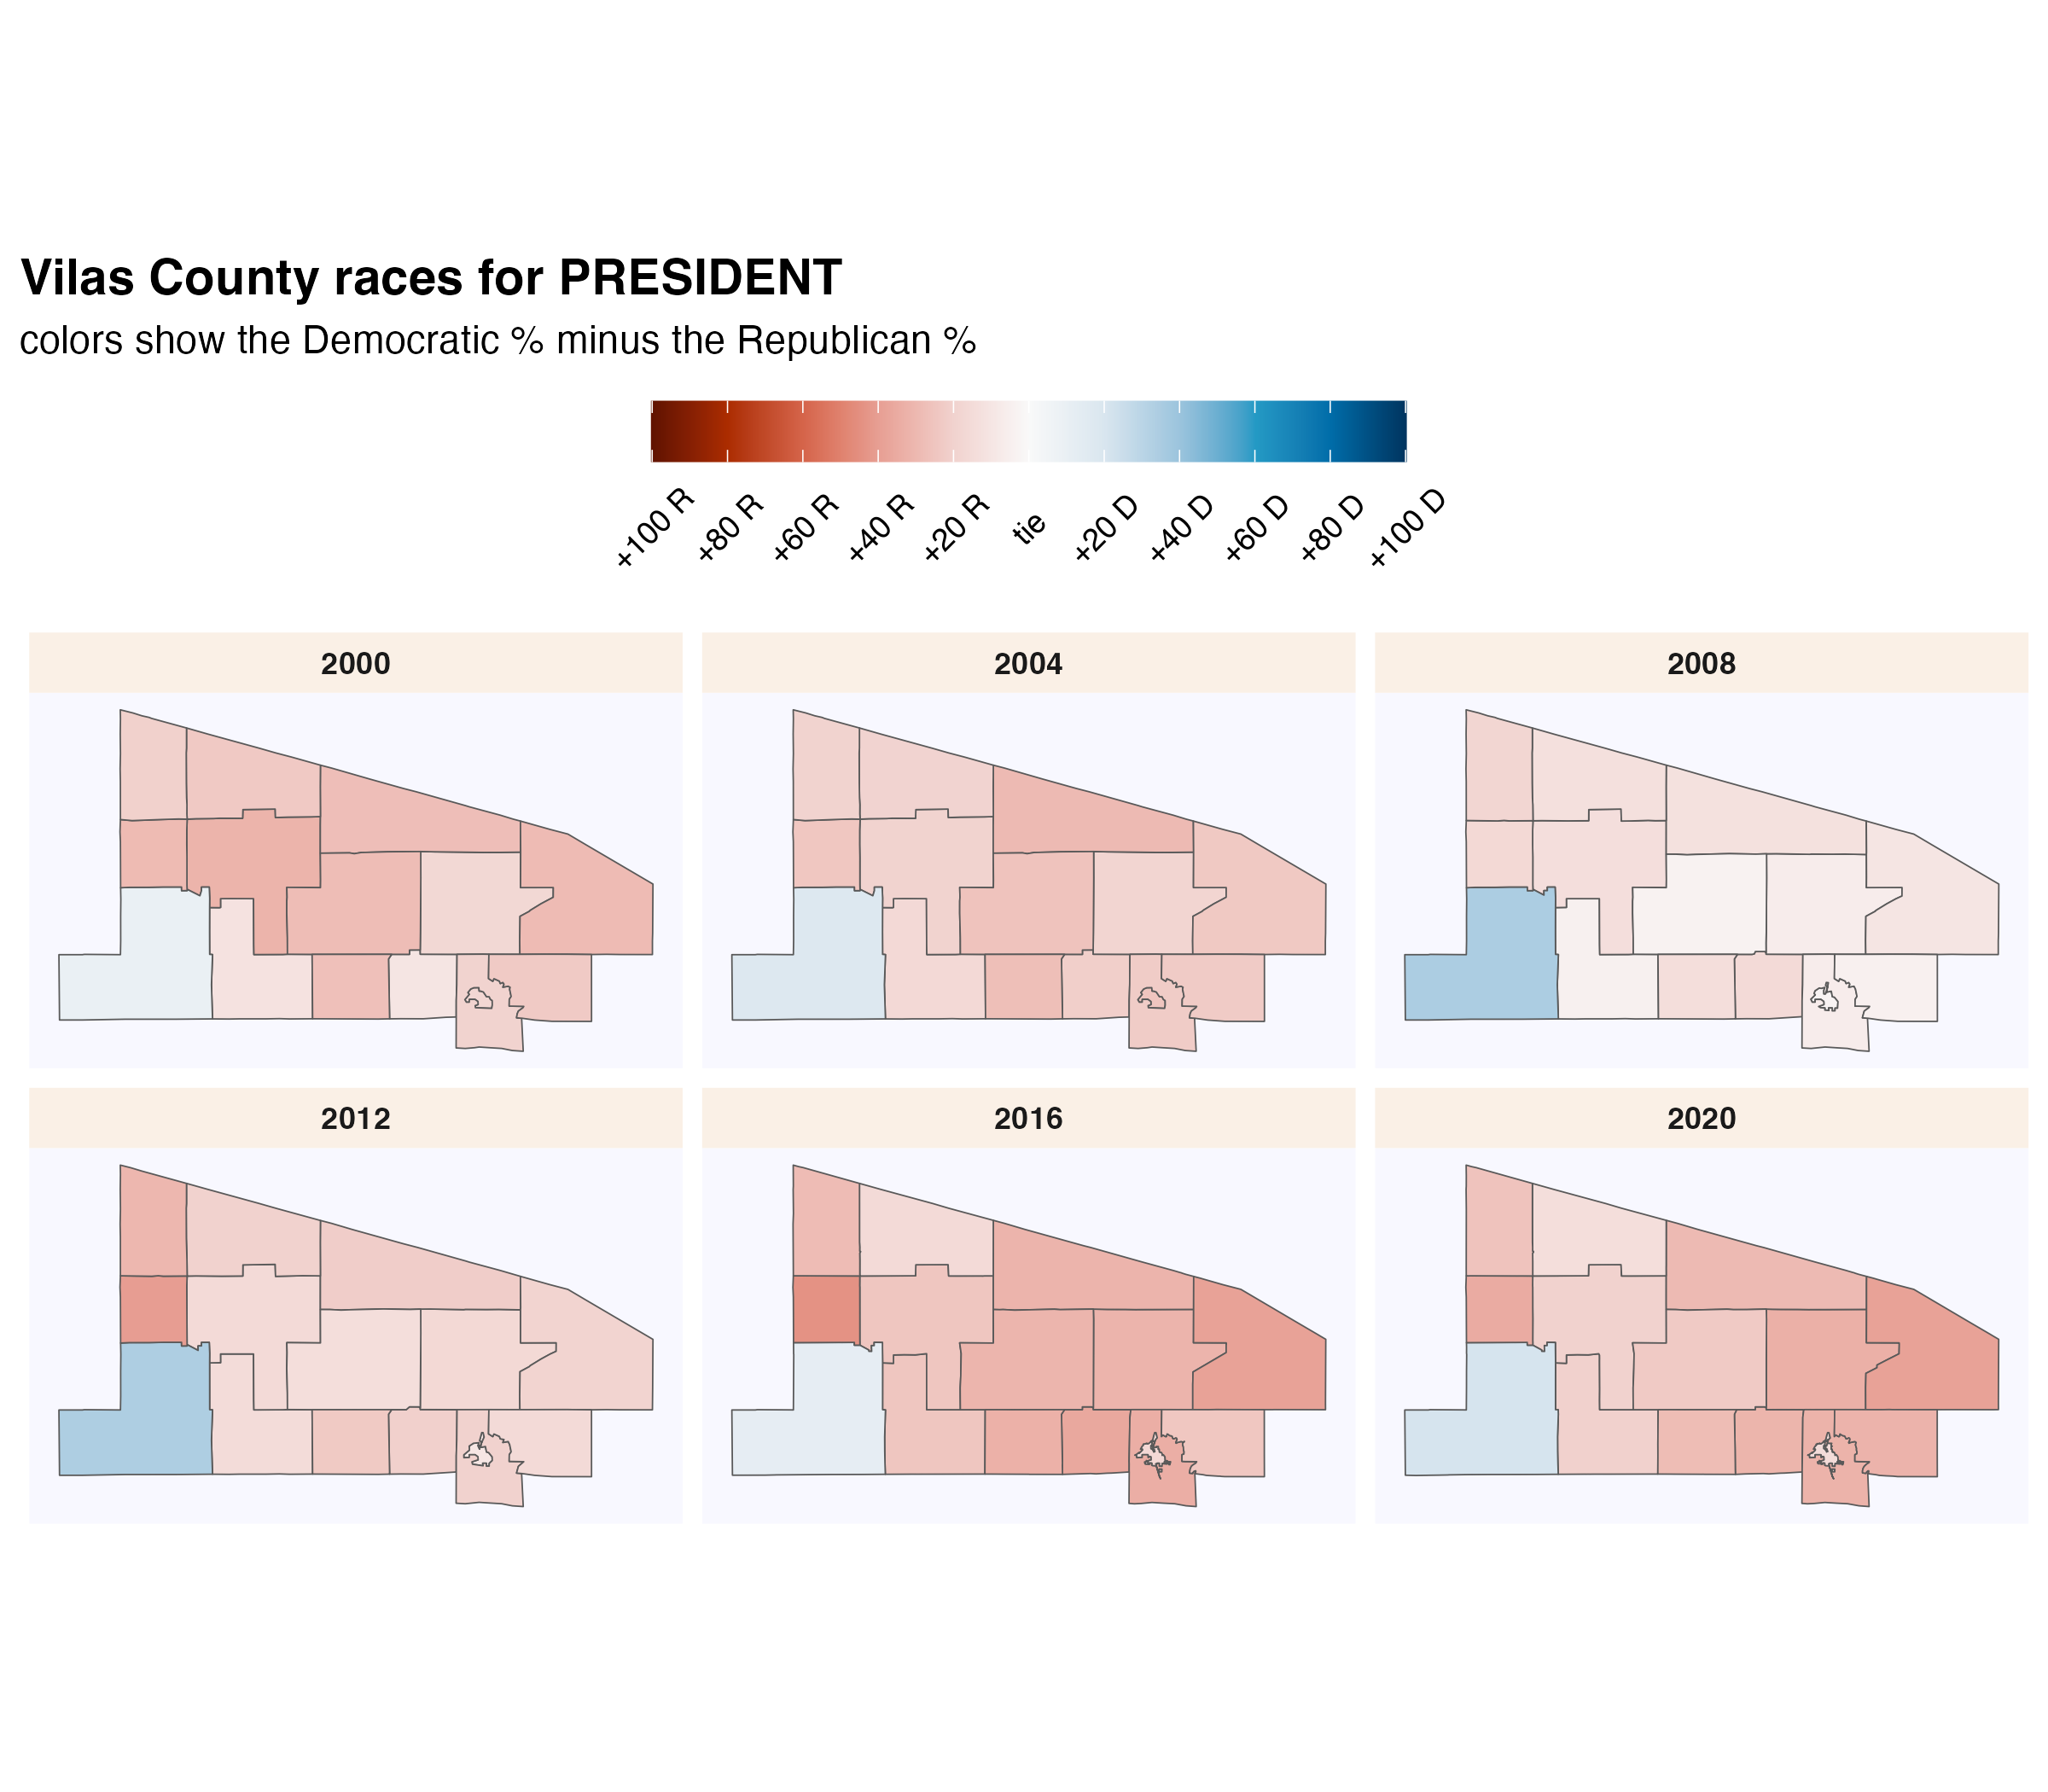 Vilas County races for PRESIDENT
colors show the Democratic % minus the Republican %
+100 R +80 R +60 R +40 R +20 R tie +20 D +40 D +60 D +80 D +100 D
2000 2004 2008
2012 2016 2020